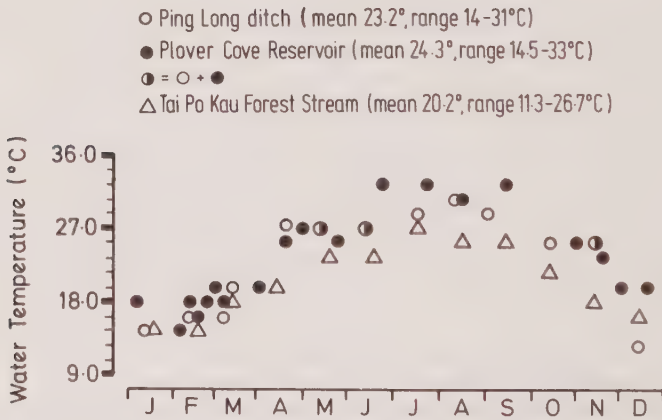 ○ Ping Long ditch (mean 23.2°, range 14-31°C)
● Plover Cove Reservoir (mean 24.3°, range 14.5-33°C)
◑ = ○ + ●
△ Tai Po Kau Forest Stream (mean 20.2°, range 11.3-26.7°C)
Water Temperature (°C)
36.0
27.0
18.0
9.0
J F M A M J J A S O N D